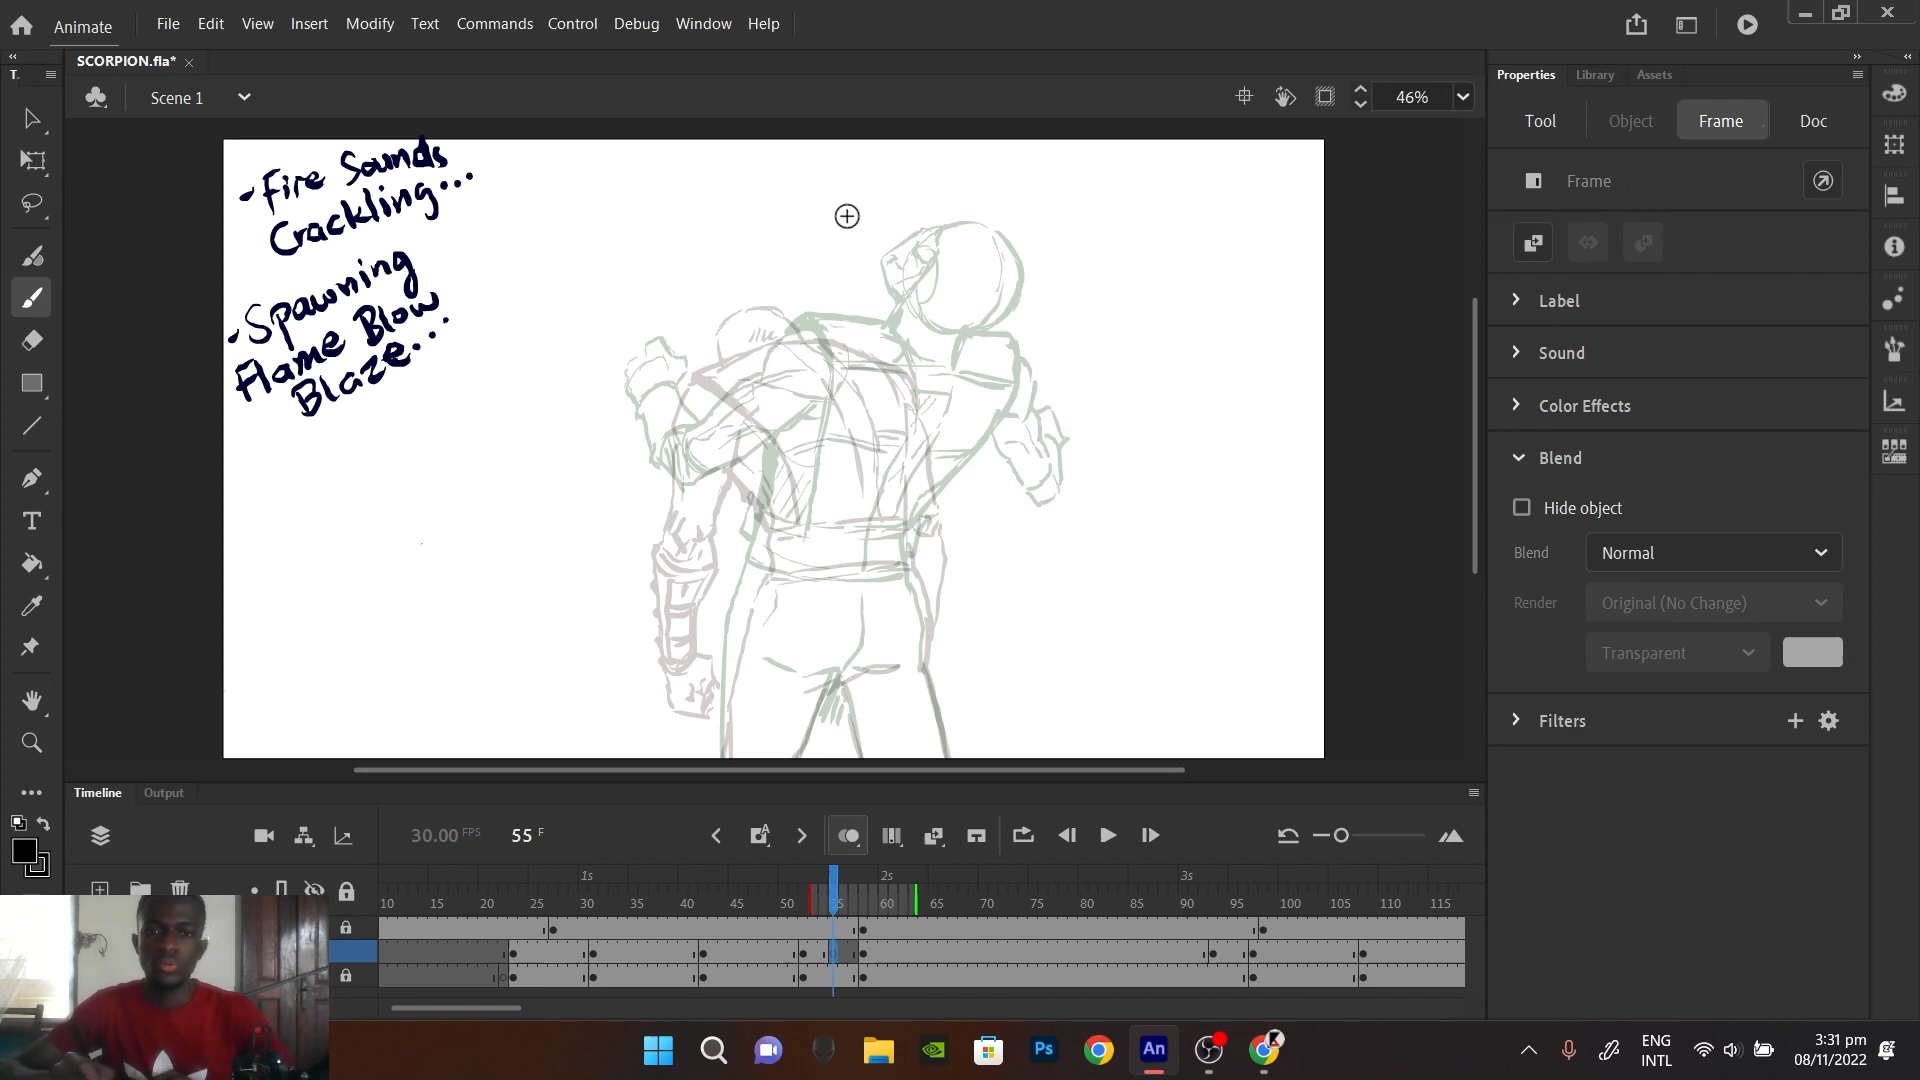 Animate
File Edit View Insert Modify Text Commands Control Debug Window Help
SCORPION.fla*
T.
Properties Library Assets
Scene 1
46%
Tool Object Frame Doc
Frame
- Fire Sounds
Crackling...
- Spawning
Flame Blow
Blaze...
Label
Sound
Color Effects
Blend
Hide object
Blend Normal
Render Original (No Change)
Transparent
Filters
Timeline Output
30.00 FPS 55 F
1s 2s 3s
10 15 20 25 30 35 40 45 50 55 60 65 70 75 80 85 90 95 100 105 110 115
Ps An
ENG
INTL
3:31 pm
08/11/2022